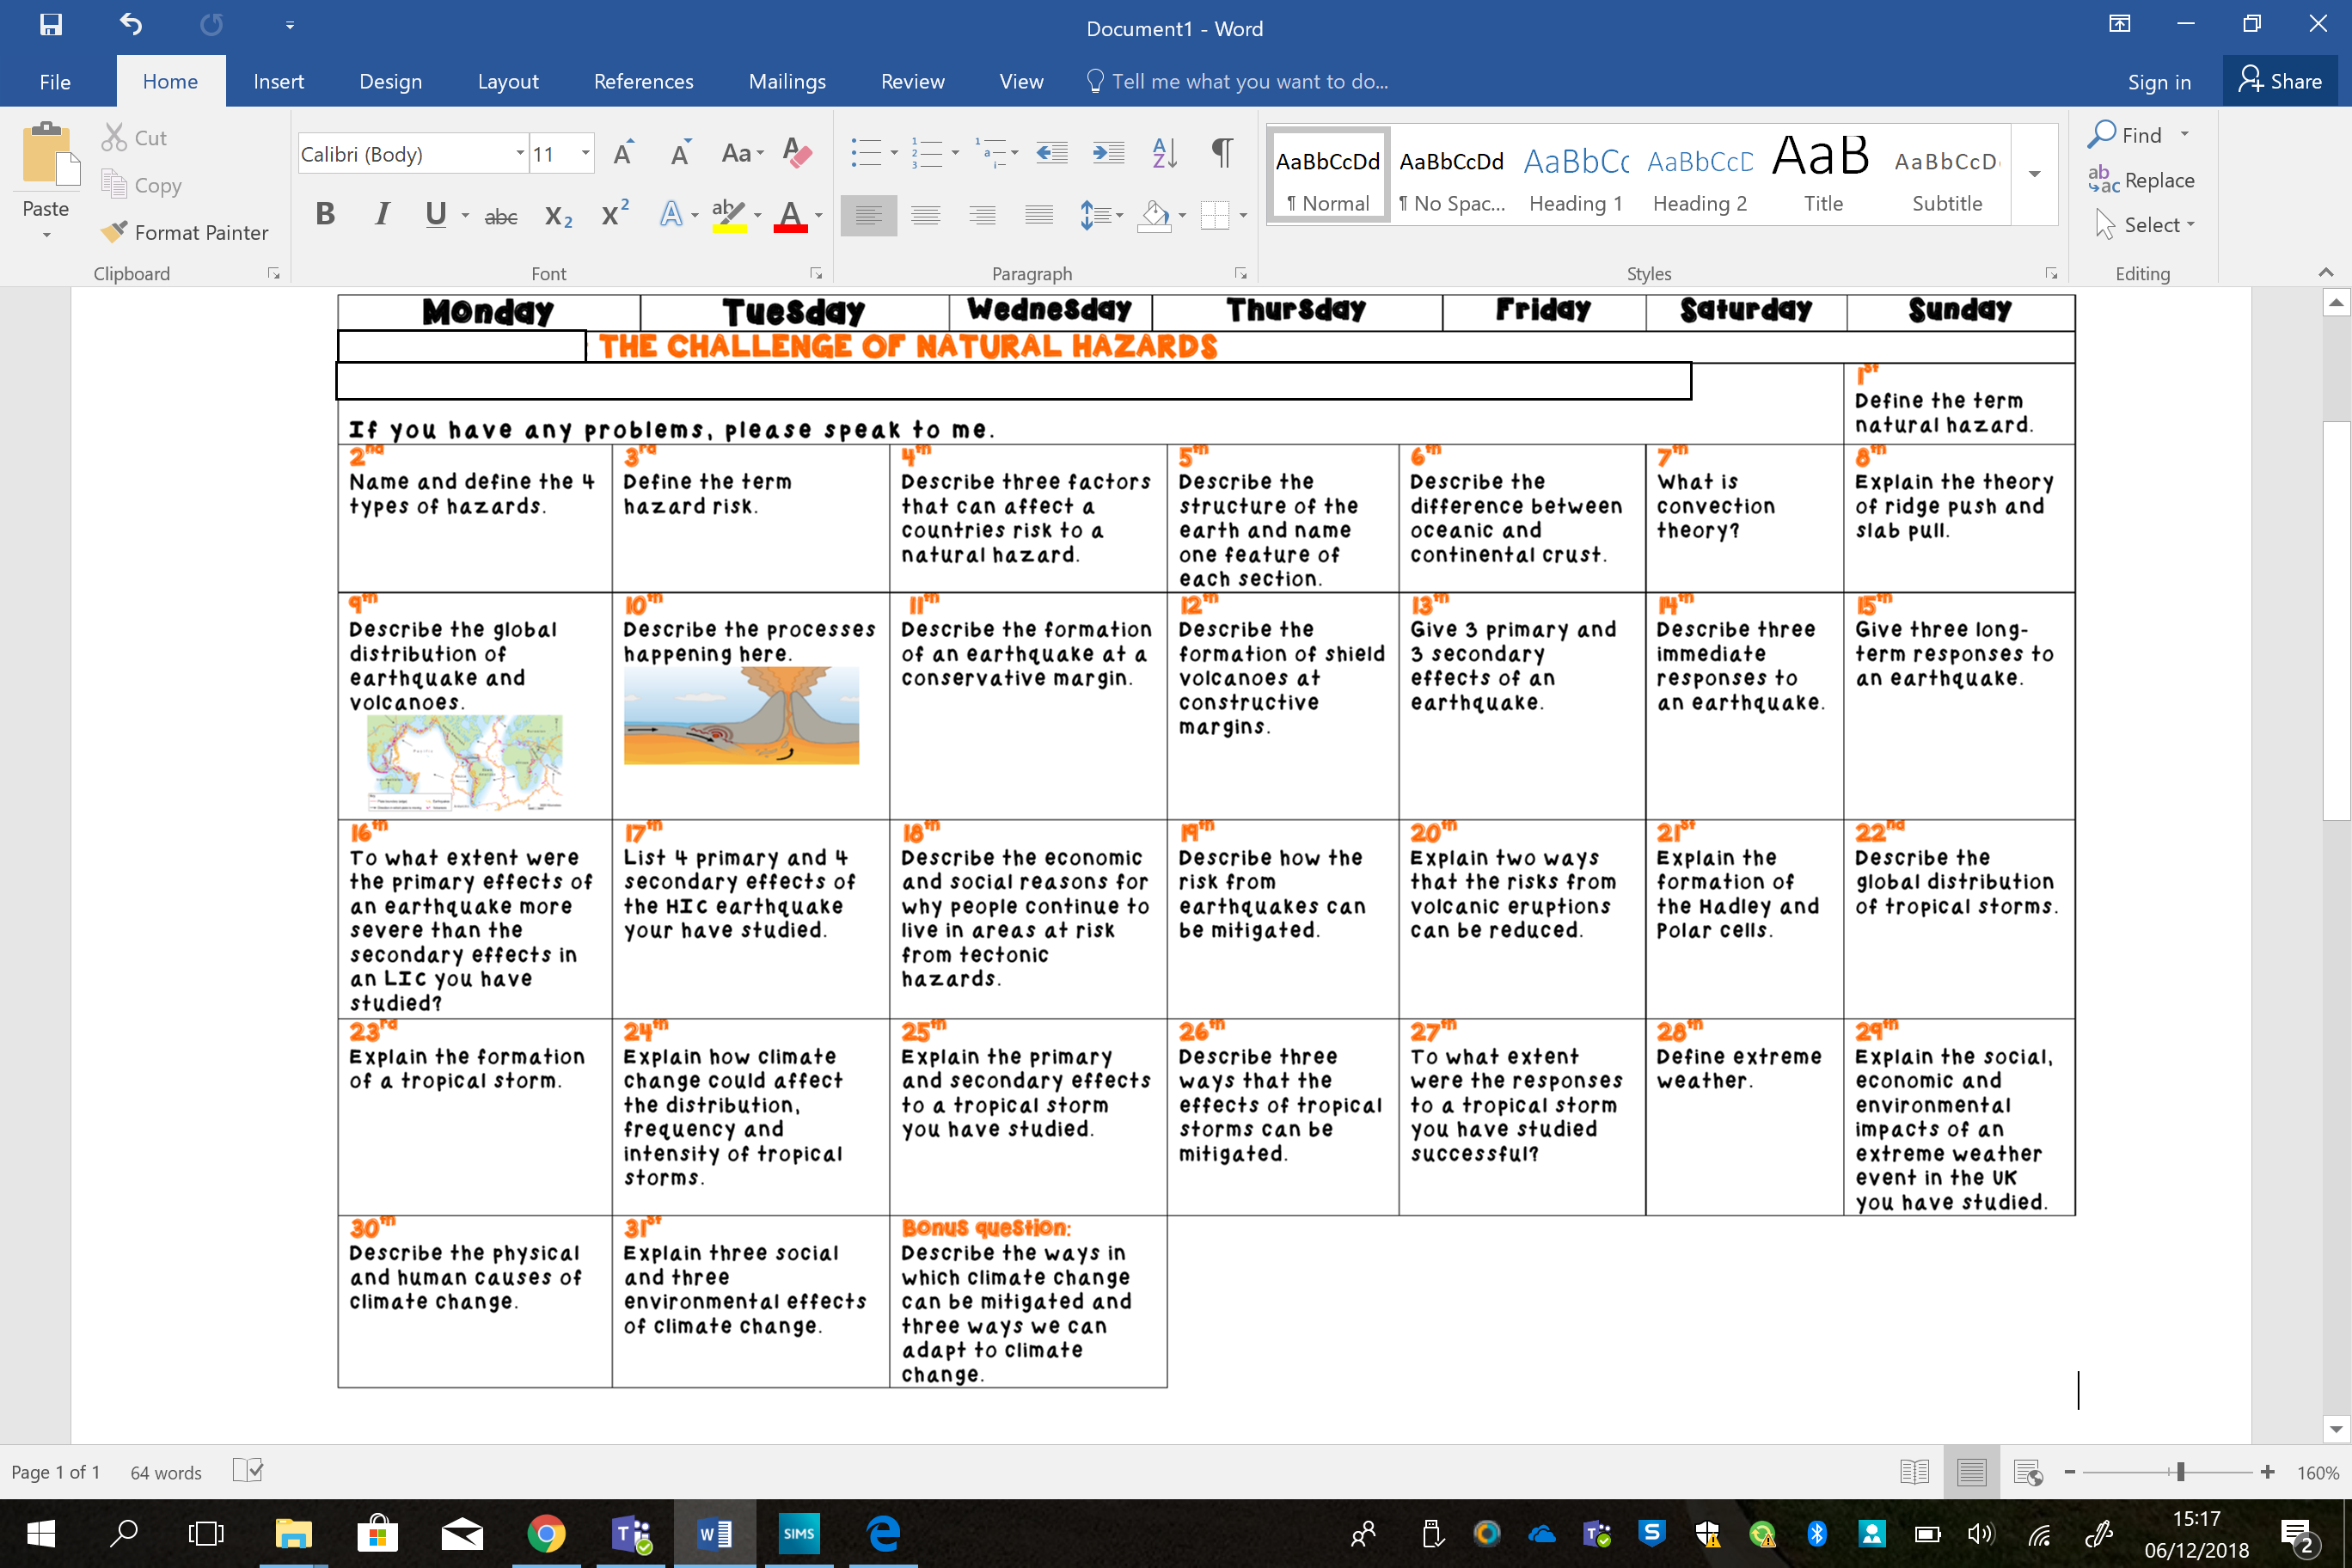 Document1 - Word
File
Home
Insert
Design
Layout
References
Mailings
Review
View
Tell me what you want to do...
Sign in
Share
Paste
Cut
Copy
Format Painter
Clipboard
Calibri (Body)
11
Font
Paragraph
AaBbCcDd
¶ Normal
AaBbCcDd
¶ No Spac...
AaBbCc
Heading 1
AaBbCcD
Heading 2
AaB
Title
AaBbCcD
Subtitle
Styles
Find
Replace
Select
Editing
Monday Tuesday Wednesday Thursday Friday Saturday Sunday
THE CHALLENGE OF NATURAL HAZARDS
If you have any problems, please speak to me.
1st
Define the term
natural hazard.
2nd
Name and define the 4
types of hazards.
3rd
Define the term
hazard risk.
4th
Describe three factors
that can affect a
countries risk to a
natural hazard.
5th
Describe the
structure of the
earth and name
one feature of
each section.
6th
Describe the
difference between
oceanic and
continental crust.
7th
What is
convection
theory?
8th
Explain the theory
of ridge push and
slab pull.
9th
Describe the global
distribution of
earthquake and
volcanoes.
10th
Describe the processes
happening here.
11th
Describe the formation
of an earthquake at a
conservative margin.
12th
Describe the
formation of shield
volcanoes at
constructive
margins.
13th
Give 3 primary and
3 secondary
effects of an
earthquake.
14th
Describe three
immediate
responses to
an earthquake.
15th
Give three long-
term responses to
an earthquake.
16th
To what extent were
the primary effects of
an earthquake more
severe than the
secondary effects in
an LIC you have
studied?
17th
List 4 primary and 4
secondary effects of
the HIC earthquake
your have studied.
18th
Describe the economic
and social reasons for
why people continue to
live in areas at risk
from tectonic
hazards.
19th
Describe how the
risk from
earthquakes can
be mitigated.
20th
Explain two ways
that the risks from
volcanic eruptions
can be reduced.
21st
Explain the
formation of
the Hadley and
Polar cells.
22nd
Describe the
global distribution
of tropical storms.
23rd
Explain the formation
of a tropical storm.
24th
Explain how climate
change could affect
the distribution,
frequency and
intensity of tropical
storms.
25th
Explain the primary
and secondary effects
to a tropical storm
you have studied.
26th
Describe three
ways that the
effects of tropical
storms can be
mitigated.
27th
To what extent
were the responses
to a tropical storm
you have studied
successful?
28th
Define extreme
weather.
29th
Explain the social,
economic and
environmental
impacts of an
extreme weather
event in the UK
you have studied.
30th
Describe the physical
and human causes of
climate change.
31st
Explain three social
and three
environmental effects
of climate change.
Bonus question:
Describe the ways in
which climate change
can be mitigated and
three ways we can
adapt to climate
change.
Page 1 of 1
64 words
160%
SIMS
15:17
06/12/2018
2